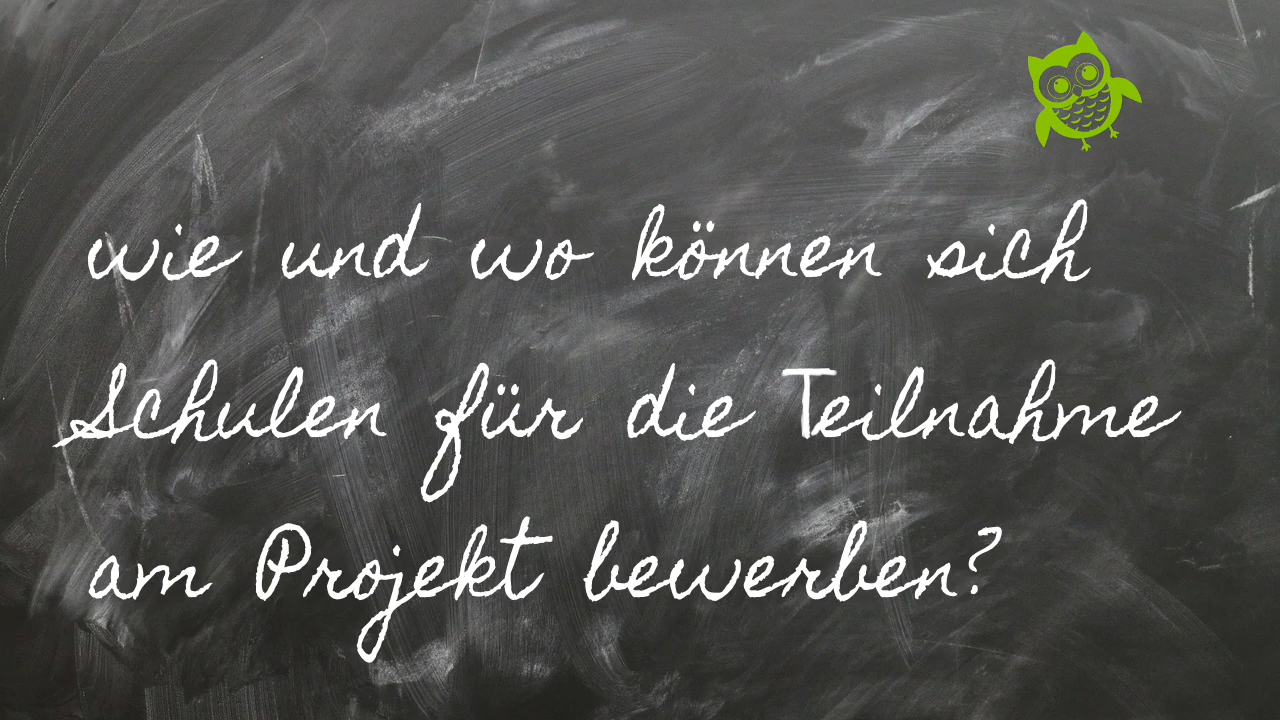 wie und wo können sich
Schulen für die Teilnahme
am Projekt bewerben?